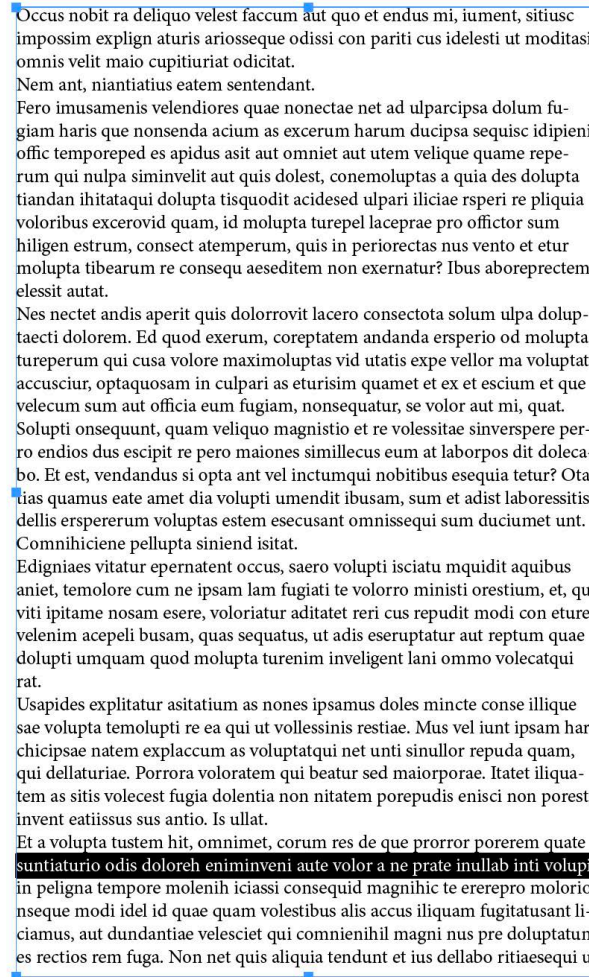 Occus nobit ra deliquo velest faccum aut quo et endus mi, iument, sitiusc
impossim explign aturis ariosseque odissi con pariti cus idelesti ut moditasi
omnis velit maio cupitiuriat odicitat.
Nem ant, niantiatius eatem sentendant.
Fero imusamenis velendiores quae nonectae net ad ulparcipsa dolum fu-
giam haris que nonsenda acium as excerum harum ducipsa sequisc idipieni
offic temporeped es apidus asit aut omniet aut utem velique quame repe-
rum qui nulpa siminvelit aut quis dolest, conemoluptas a quia des dolupta
tiandan ihitataqui dolupta tisquodit acidesed ulpari iliciae rsperi re pliquia
voloribus excerovid quam, id molupta turepel laceprae pro offictor sum
hiligen estrum, consect atemperum, quis in periorectas nus vento et etur
molupta tibearum re consequ aeseditem non exernatur? Ibus aboreprectem
elessit autat.
Nes nectet andis aperit quis dolorrovit lacero consectota solum ulpa dolup-
taecti dolorem. Ed quod exerum, coreptatem andanda ersperio od molupta
tureperum qui cusa volore maximoluptas vid utatis expe vellor ma voluptat
accusciur, optaquosam in culpari as eturisim quamet et ex et escium et que
velecum sum aut officia eum fugiam, nonsequatur, se volor aut mi, quat.
Solupti onsequunt, quam veliquo magnistio et re volessitae sinverspere per-
ro endios dus escipit re pero maiones simillecus eum at laborpos dit doleca-
bo. Et est, vendandus si opta ant vel inctumqui nobitibus esequia tetur? Ota
tias quamus eate amet dia volupti umendit ibusam, sum et adist laboressitis
dellis erspererum voluptas estem esecusant omnissequi sum duciumet unt.
Comnihiciene pellupta siniend isitat.
Edigniaes vitatur epernatent occus, saero volupti isciatu mquidit aquibus
aniet, temolore cum ne ipsam lam fugiati te volorro ministi orestium, et, qu
viti ipitame nosam esere, voloriatur aditatet reri cus repudit modi con eture
velenim acepeli busam, quas sequatus, ut adis eseruptatur aut reptum quae
dolupti umquam quod molupta turenim inveligent lani ommo volecatqui
rat.
Usapides explitatur asitatium as nones ipsamus doles mincte conse illique
sae volupta temolupti re ea qui ut vollessinis restiae. Mus vel iunt ipsam har
chicipsae natem explaccum as voluptatqui net unti sinullor repuda quam,
qui dellaturiae. Porrora voloratem qui beatur sed maiorporae. Itatet iliqua-
tem as sitis volecest fugia dolentia non nitatem porepudis enisci non porest
invent eatiissus sus antio. Is ullat.
Et a volupta tustem hit, omnimet, corum res de que prorror porerem quate
suntiaturio odis doloreh eniminveni aute volor a ne prate inullab inti volupi
in peligna tempore molenih iciassi consequid magnihic te ererepro molorio
nseque modi idel id quae quam volestibus alis accus iliquam fugitatusant li-
ciamus, aut dundantiae velesciet qui comnienihil magni nus pre doluptatun
es rectios rem fuga. Non net quis aliquia tendunt et ius dellabo ritiaesequi u